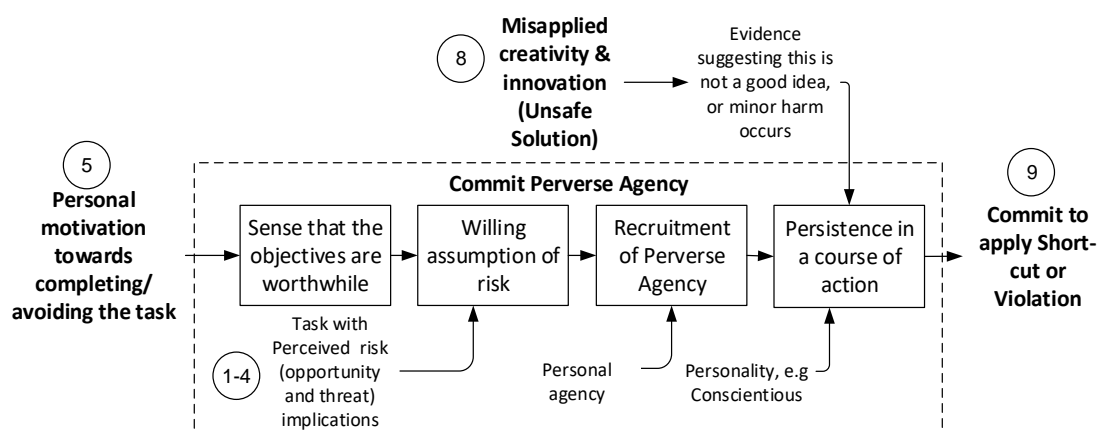 8
Misapplied
creativity &
innovation
(Unsafe
Solution)
Evidence
suggesting this is
not a good idea,
or minor harm
occurs
5
Personal
motivation
towards
completing/
avoiding the task
Commit Perverse Agency
Sense that the
objectives are
worthwhile
Willing
assumption of
risk
Recruitment
of Perverse
Agency
Persistence in
a course of
action
9
Commit to
apply Short-
cut or
Violation
1-4
Task with
Perceived risk
(opportunity
and threat)
implications
Personal
agency
Personality, e.g
Conscientious